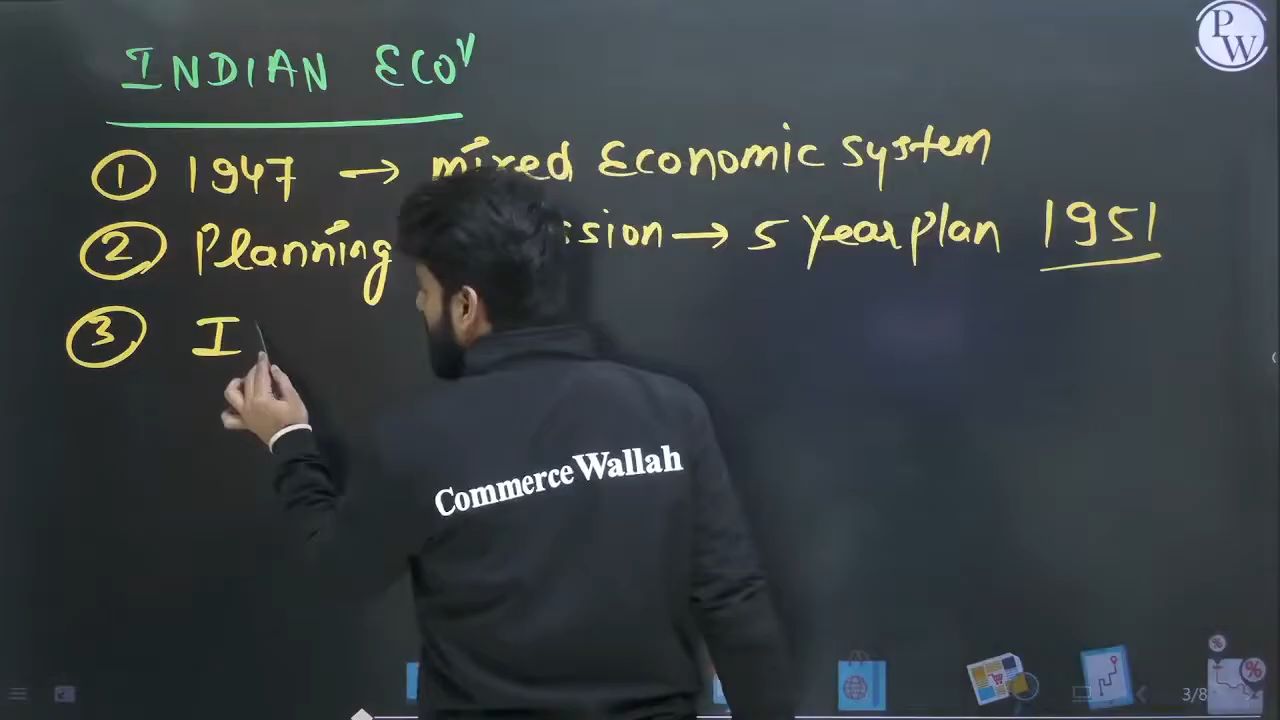 PW
INDIAN ECO
① 1947 → mixed Economic system
② Planning ssion → 5 Year plan 1951
③ I
Commerce Wallah
3/8